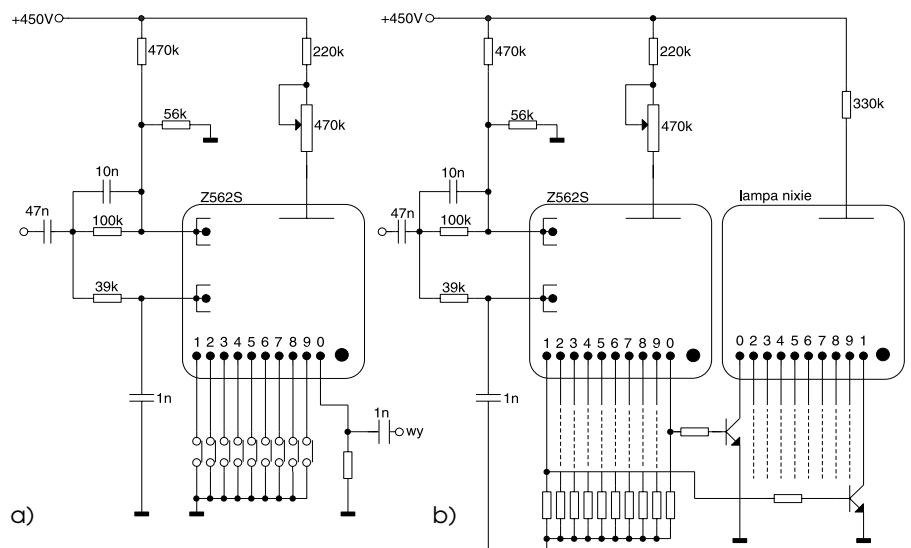 +450V
470k
220k
56k
470k
10n
47n
100k
39k
Z562S
1 2 3 4 5 6 7 8 9 0
1n
1n
wy
a)
+450V
470k
220k
330k
56k
470k
10n
47n
100k
39k
Z562S
lampa nixie
1 2 3 4 5 6 7 8 9 0
0 2 3 4 5 6 7 8 9 1
1n
b)